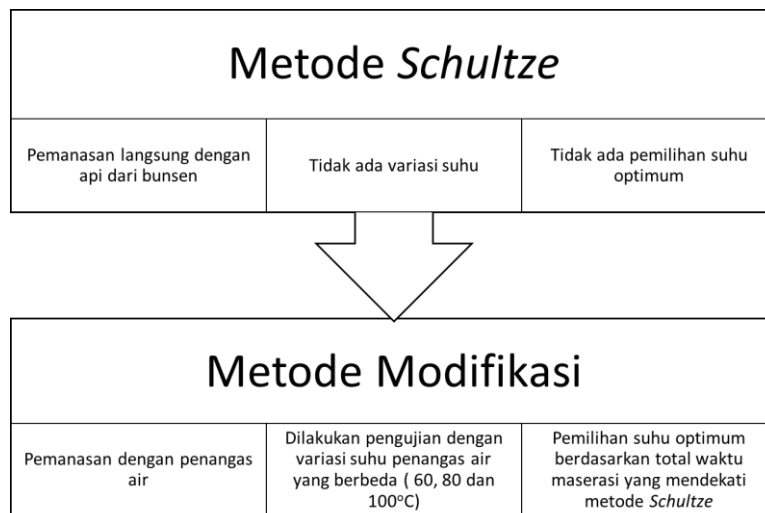 Metode Schultze
Pemanasan langsung dengan
api dari bunsen
Tidak ada variasi suhu
Tidak ada pemilihan suhu
optimum
Metode Modifikasi
Pemanasan dengan penangas
air
Dilakukan pengujian dengan
variasi suhu penangas air
yang berbeda ( 60, 80 dan
100°C)
Pemilihan suhu optimum
berdasarkan total waktu
maserasi yang mendekati
metode Schultze